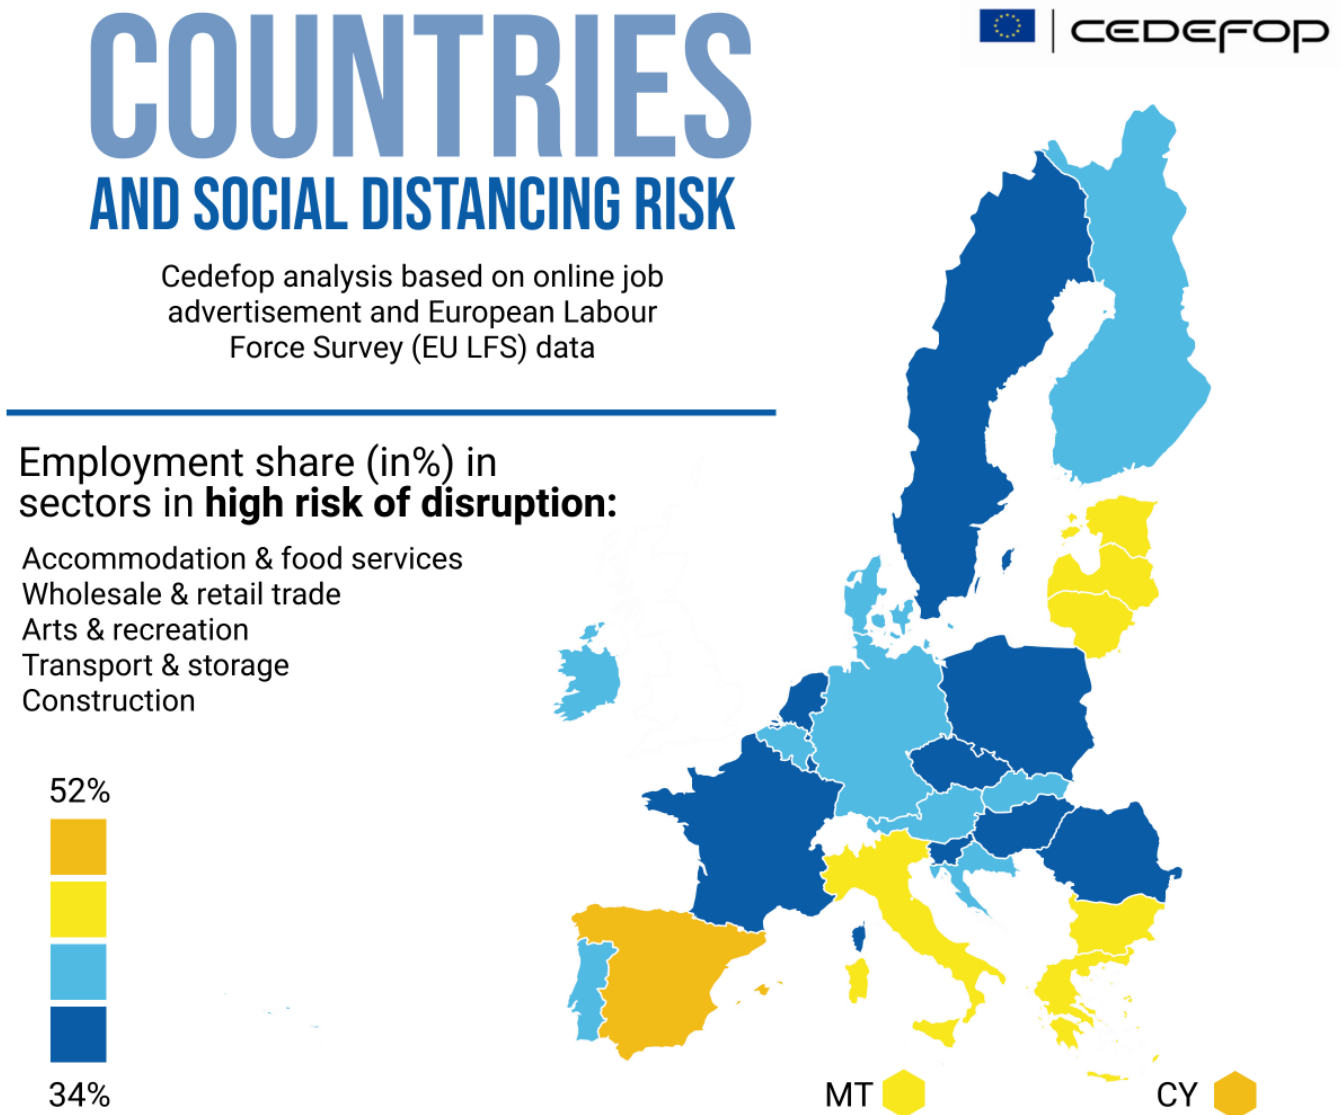 COUNTRIES
AND SOCIAL DISTANCING RISK
Cedefop analysis based on online job
advertisement and European Labour
Force Survey (EU LFS) data
CEDEFOP
Employment share (in%) in
sectors in high risk of disruption:
Accommodation & food services
Wholesale & retail trade
Arts & recreation
Transport & storage
Construction
52%
34%
MT
CY